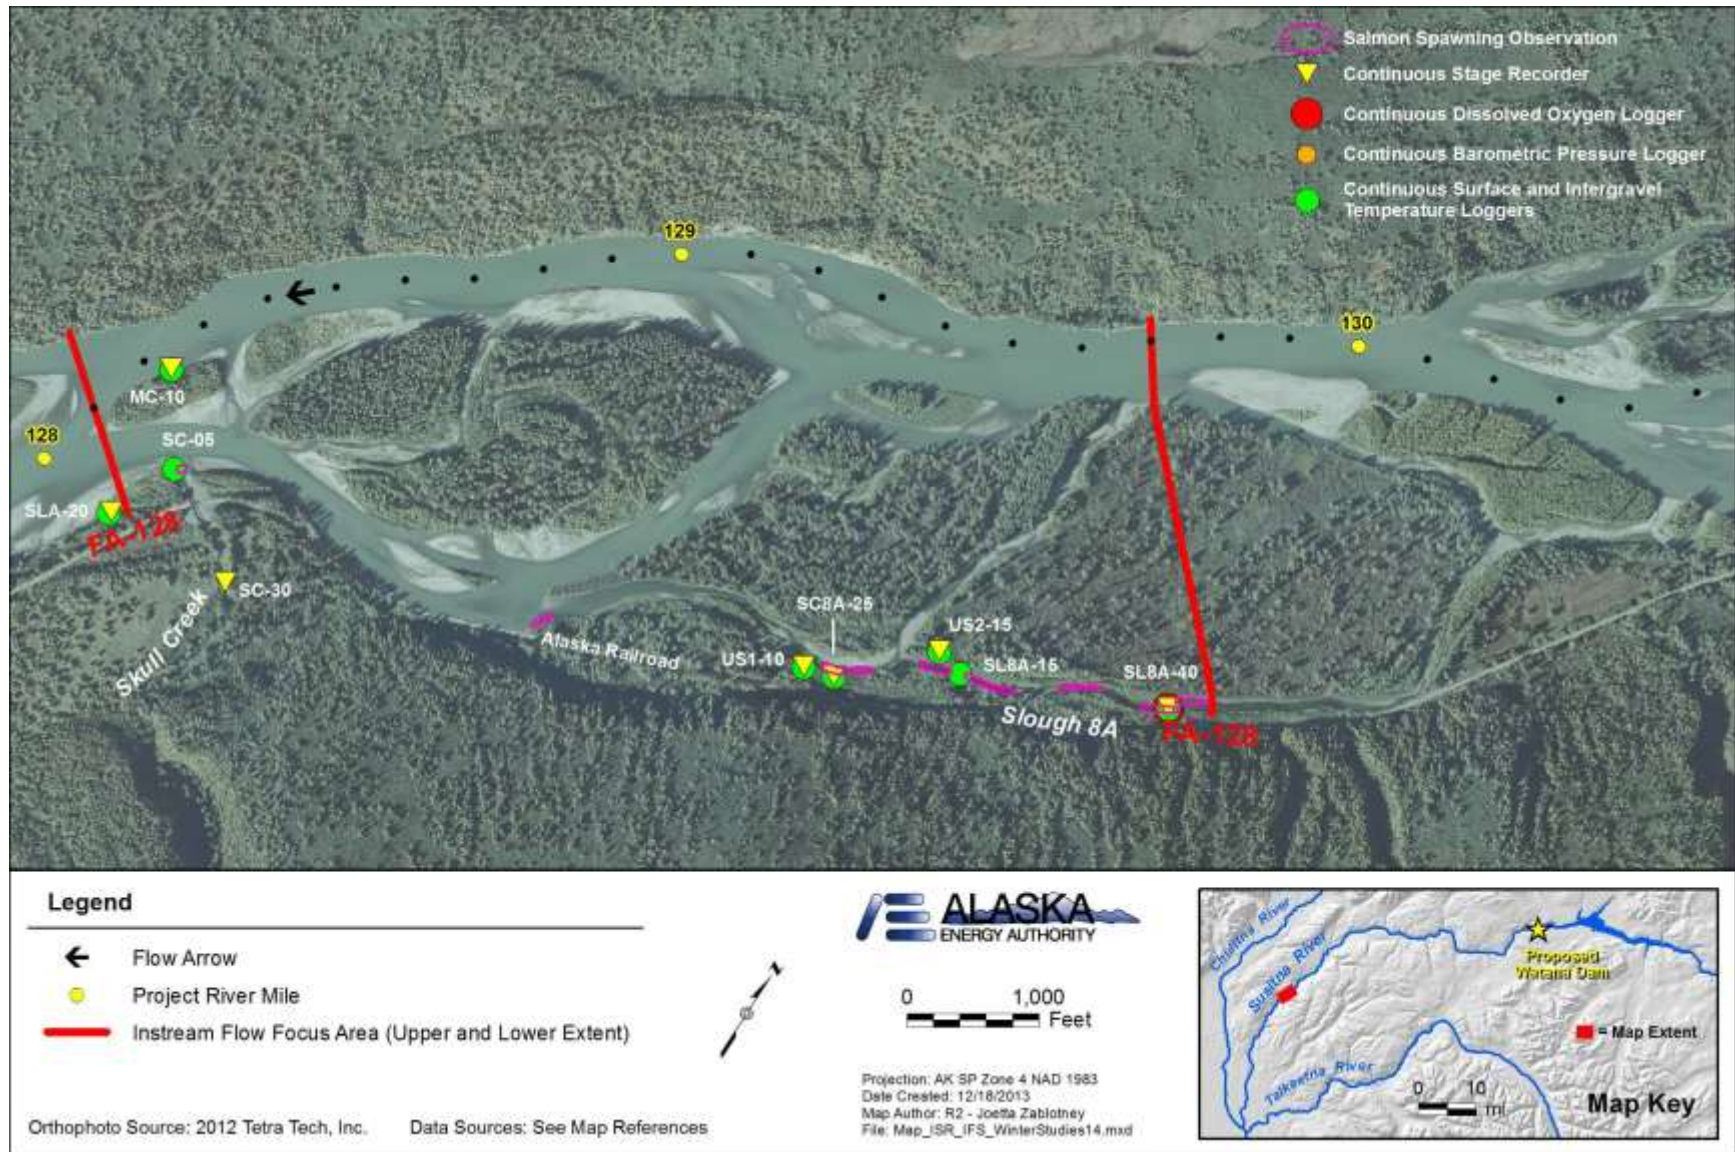 Salmon Spawning Observation
Continuous Stage Recorder
Continuous Dissolved Oxygen Logger
Continuous Barometric Pressure Logger
Continuous Surface and Intergravel
Temperature Loggers
129
130
MC-10
128
SC-05
SLA-20
FA-128
SC-30
Skull Creek
SC8A-25
US2-15
Alaska Railroad
US1-10
SL8A-15
SL8A-40
Slough 8A
FA-128
Legend
Flow Arrow
Project River Mile
Instream Flow Focus Area (Upper and Lower Extent)
Orthophoto Source: 2012 Tetra Tech, Inc.
Data Sources: See Map References
N
ALASKA
ENERGY AUTHORITY
0 1,000
Feet
Projection: AK SP Zone 4 NAD 1983
Date Created: 12/18/2013
Map Author: R2 - Joetta Zablotney
File: Map_ISR_IFS_WinterStudies14.mxd
Chulitna River
Susitna River
Proposed
Watana Dam
= Map Extent
Talkeetna River
0 10
mi
Map Key